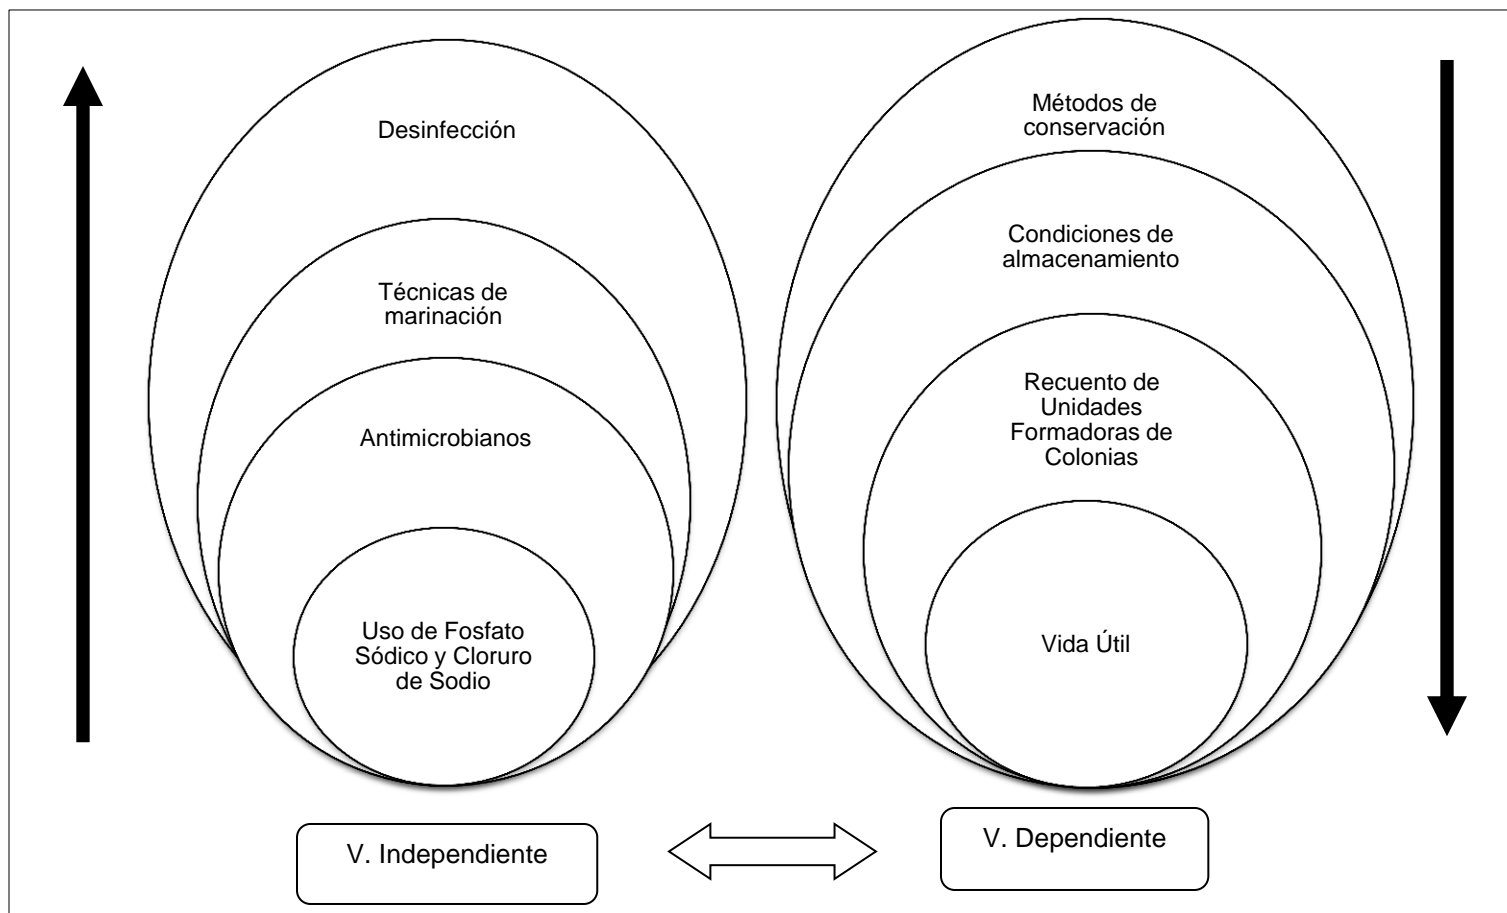 Desinfección
Técnicas de
marinación
Antimicrobianos
Uso de Fosfato
Sódico y Cloruro
de Sodio
V. Independiente
Métodos de
conservación
Condiciones de
almacenamiento
Recuento de
Unidades
Formadoras de
Colonias
Vida Útil
V. Dependiente